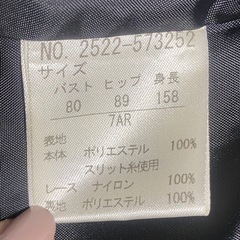 NO. 2522-573252
サイズ
バスト ヒップ 身長
80 89 158
7AR
表地
本体 ポリエステル 100%
スリット糸使用
レース ナイロン 100%
裏地 ポリエステル 100%